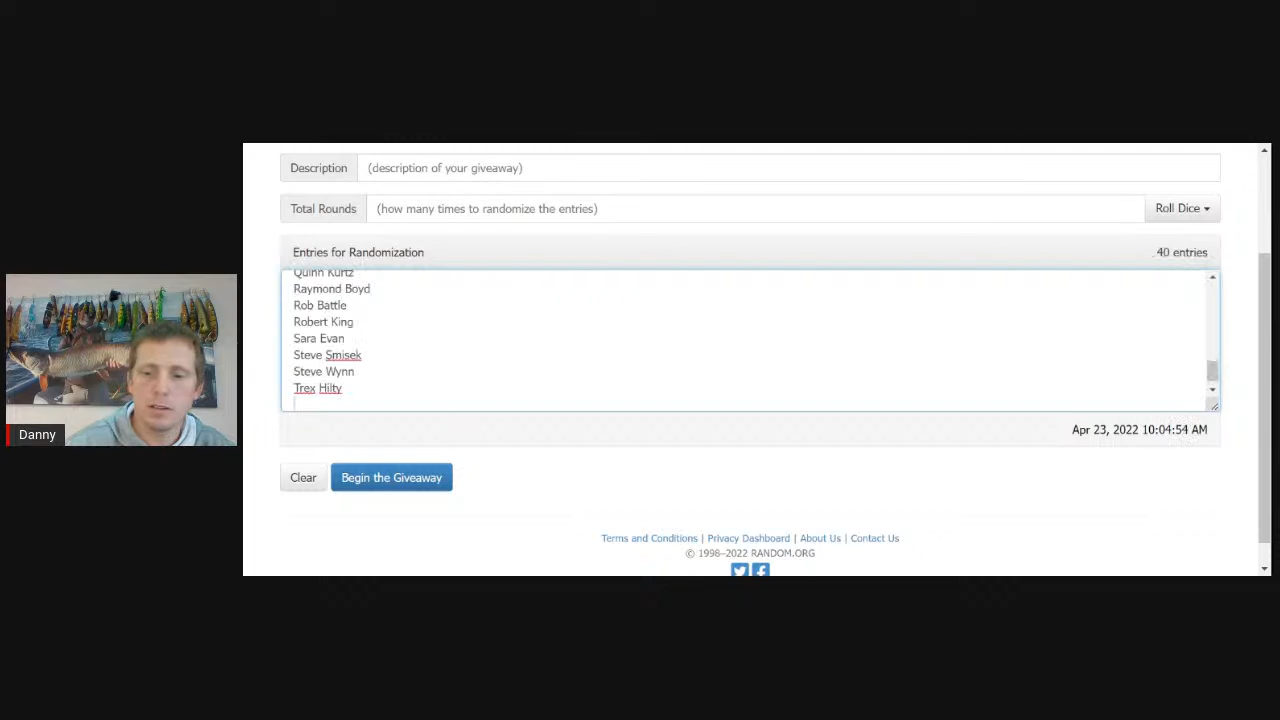 Description (description of your giveaway)
Total Rounds (how many times to randomize the entries) Roll Dice
Entries for Randomization 40 entries
Quinn Kurtz
Raymond Boyd
Rob Battle
Robert King
Sara Evan
Steve Smisek
Steve Wynn
Trex Hilty
Danny
Apr 23, 2022 10:04:54 AM
Clear Begin the Giveaway
Terms and Conditions | Privacy Dashboard | About Us | Contact Us
© 1998–2022 RANDOM.ORG